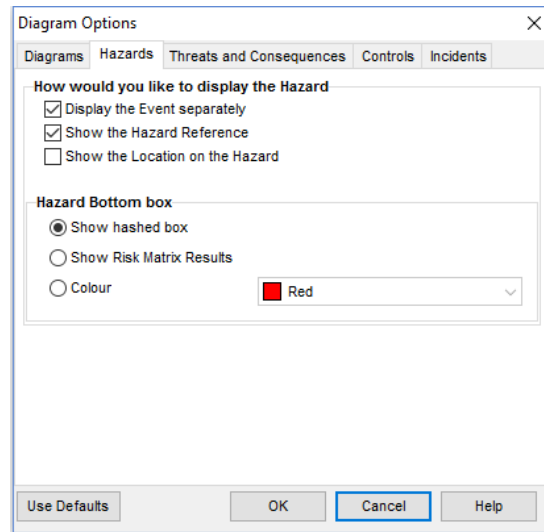 Diagram Options
Diagrams Hazards Threats and Consequences Controls Incidents
How would you like to display the Hazard
Display the Event separately
Show the Hazard Reference
Show the Location on the Hazard
Hazard Bottom box
Show hashed box
Show Risk Matrix Results
Colour Red
Use Defaults OK Cancel Help